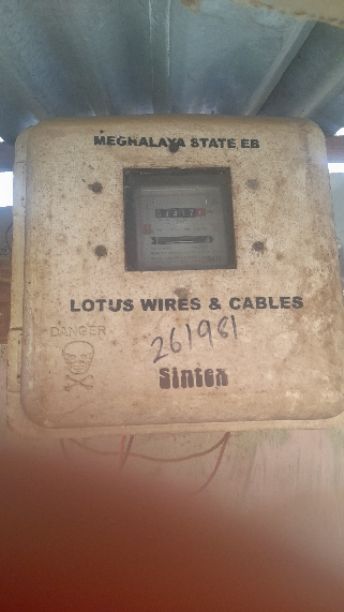 MEGHALAYA STATE EB
LOTUS WIRES & CABLES
DANGER
261981
Sintex